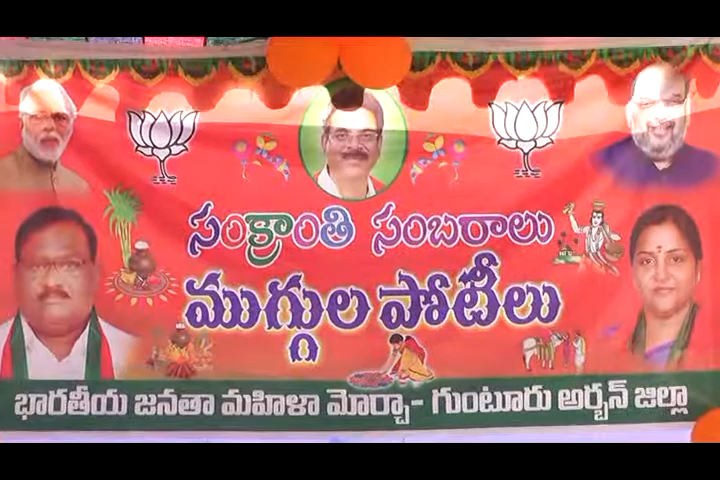 సంక్రాంతి సంబరాలు
ముగ్గుల పోటీలు
భారతీయ జనతా మహిళా మోర్చా- గుంటూరు అర్బన్ జిల్లా